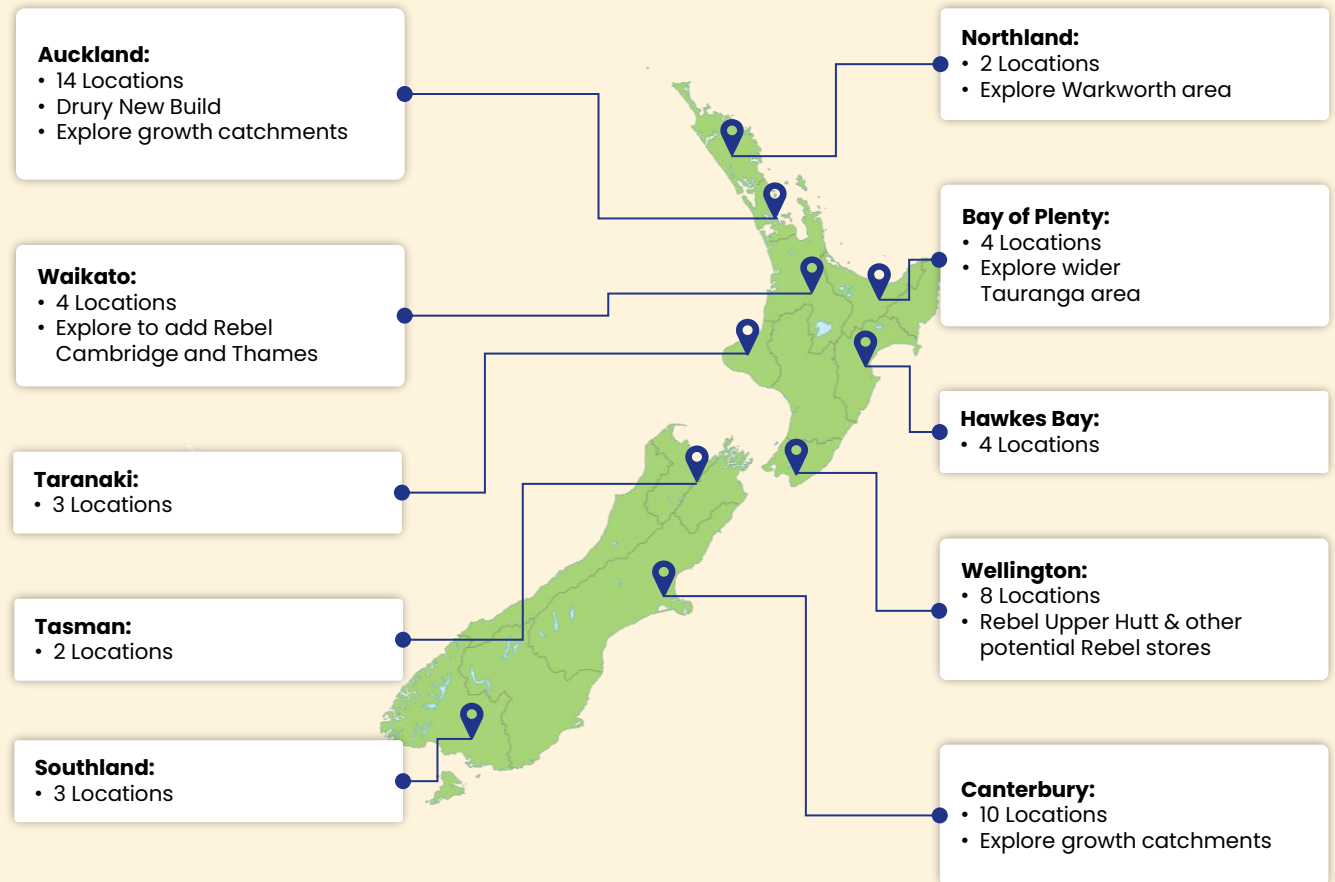 Auckland:
• 14 Locations
• Drury New Build
• Explore growth catchments
Waikato:
• 4 Locations
• Explore to add Rebel
Cambridge and Thames
Taranaki:
• 3 Locations
Tasman:
• 2 Locations
Southland:
• 3 Locations
Northland:
• 2 Locations
• Explore Warkworth area
Bay of Plenty:
• 4 Locations
• Explore wider
Tauranga area
Hawkes Bay:
• 4 Locations
Wellington:
• 8 Locations
• Rebel Upper Hutt & other
potential Rebel stores
Canterbury:
• 10 Locations
• Explore growth catchments